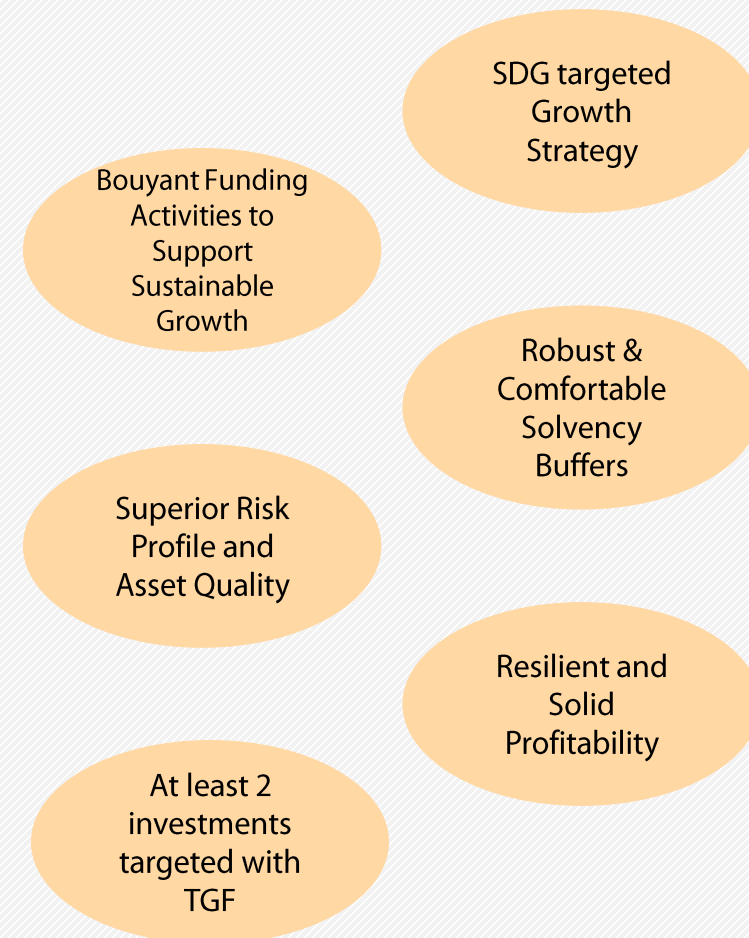 SDG targeted
Growth
Strategy
Bouyant Funding
Activities to
Support
Sustainable
Growth
Robust &
Comfortable
Solvency
Buffers
Superior Risk
Profile and
Asset Quality
Resilient and
Solid
Profitability
At least 2
investments
targeted with
TGF